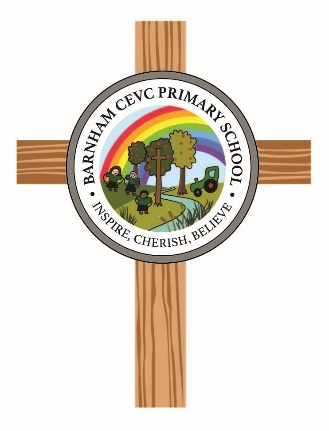 BARNHAM CEVC PRIMARY SCHOOL
INSPIRE, CHERISH, BELIEVE